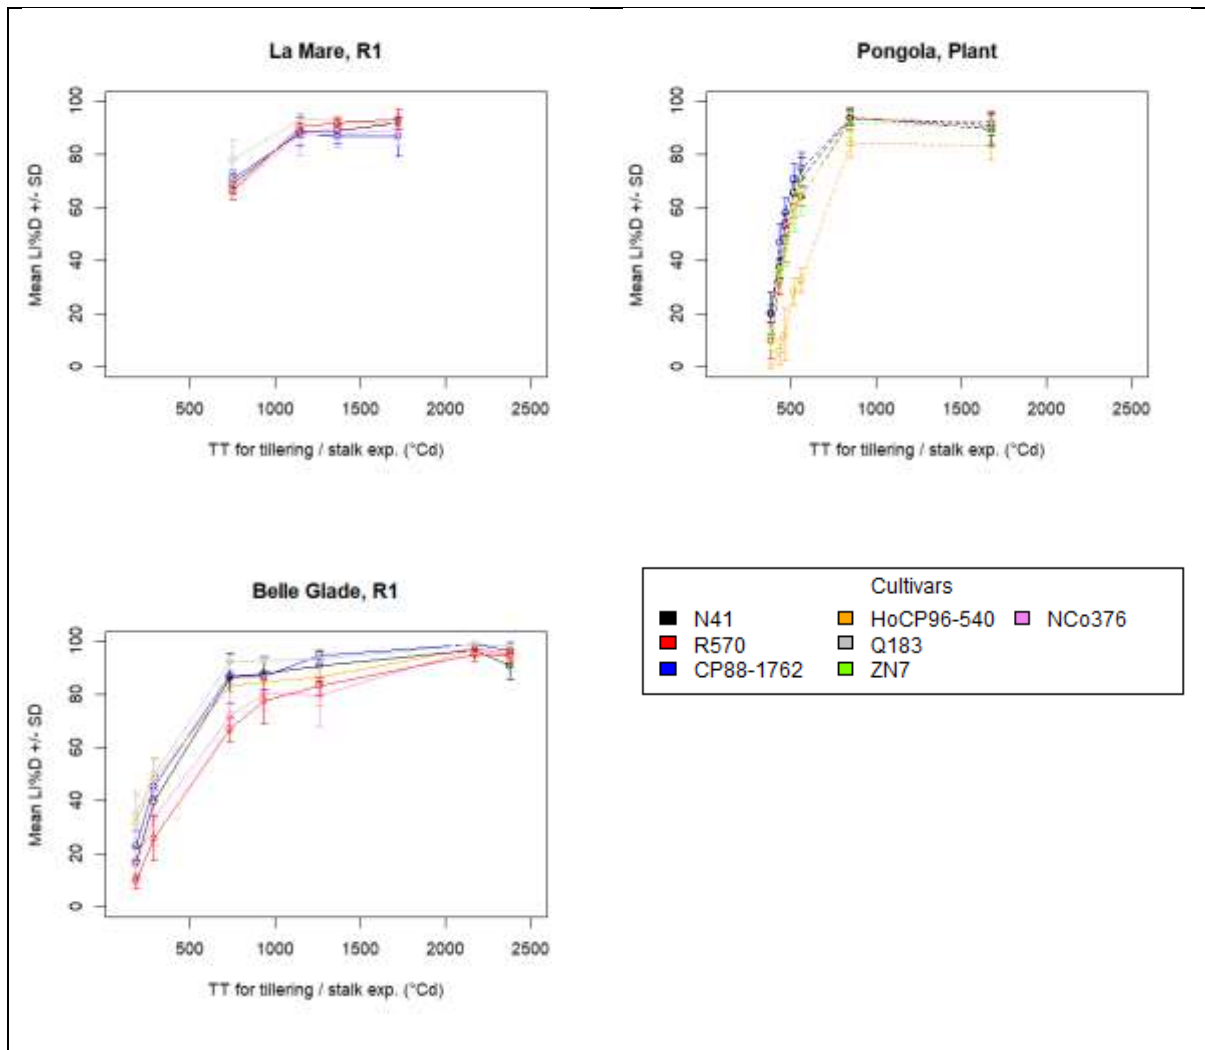 La Mare, R1
Mean LI%D +/- SD
0 20 40 60 80 100
500 1000 1500 2000 2500
TT for tillering / stalk exp. (°Cd)
Pongola, Plant
Mean LI%D +/- SD
0 20 40 60 80 100
500 1000 1500 2000 2500
TT for tillering / stalk exp. (°Cd)
Belle Glade, R1
Mean LI%D +/- SD
0 20 40 60 80 100
500 1000 1500 2000 2500
TT for tillering / stalk exp. (°Cd)
Cultivars
N41 HoCP96-540 NCo376
R570 Q183
CP88-1762 ZN7